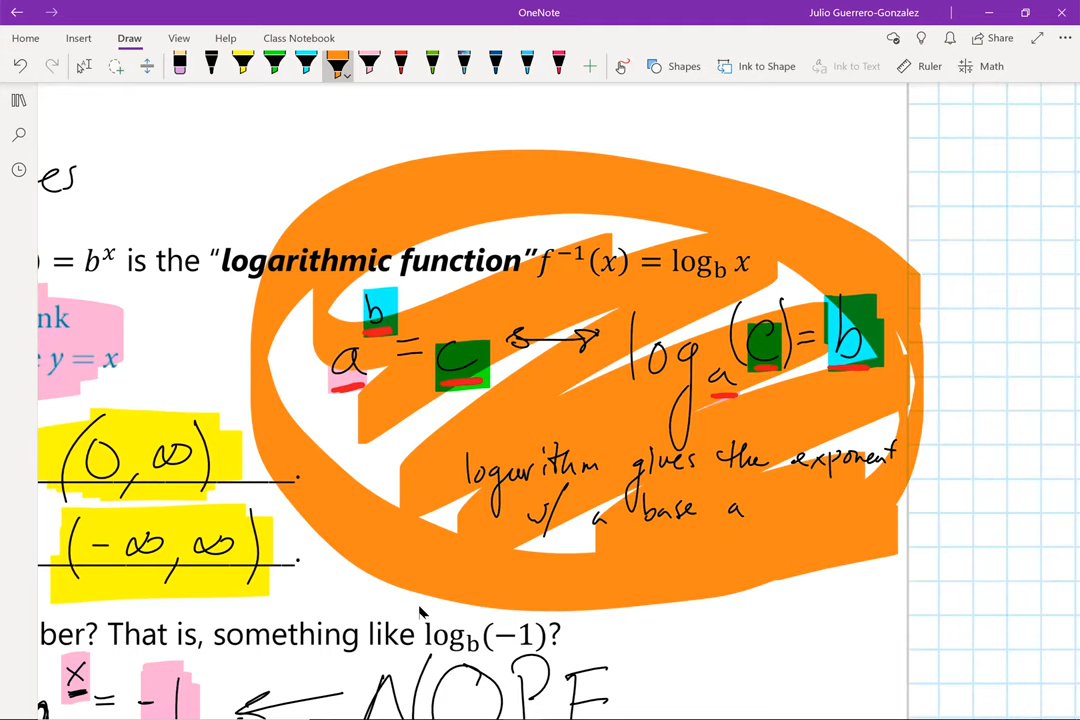 OneNote
Julio Guerrero-Gonzalez
Home Insert Draw View Help Class Notebook
Share
Shapes Ink to Shape Ink to Text Ruler Math
es
) = bˣ is the “logarithmic function” f⁻¹(x) = log_b x
nk
y = x
a^b = c ↔ log_a (c) = b
(0, ∞).
logarithm gives the exponent
w/ a base a
(-∞, ∞).
ber? That is, something like log_b(−1)?
x = -1 ← NOPE